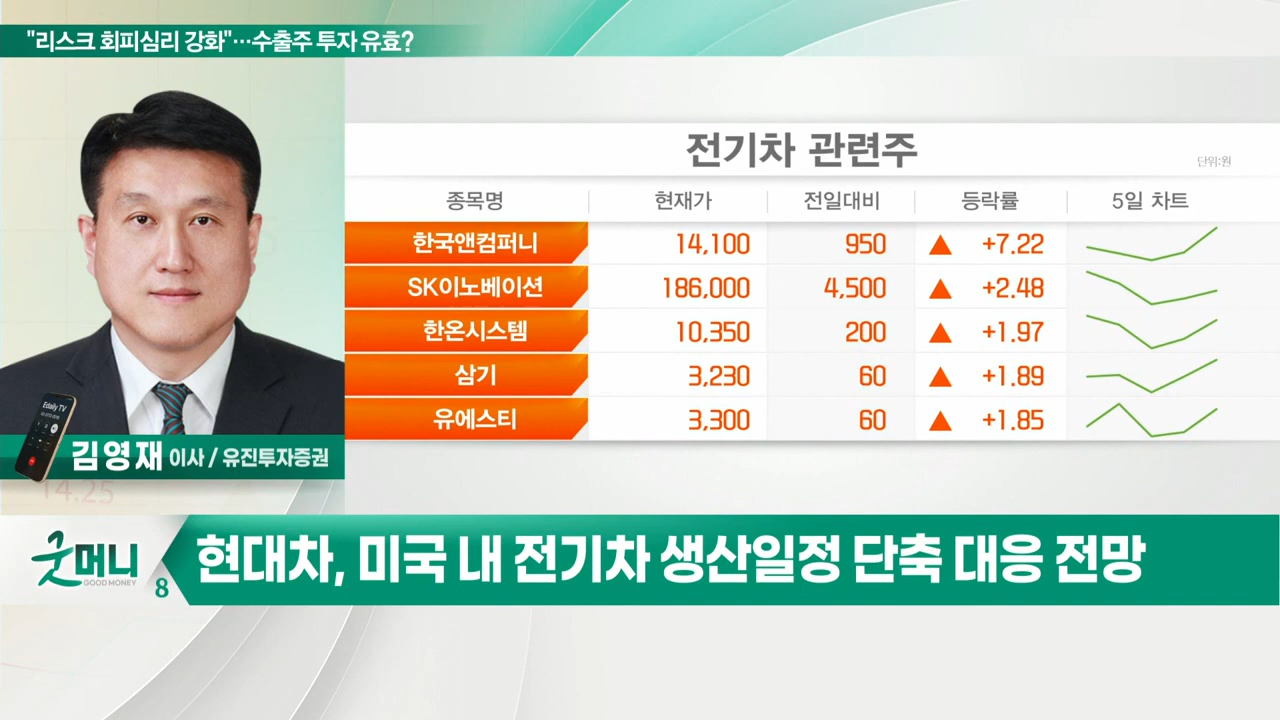 "리스크 회피심리 강화"…수출주 투자 유효?
전기차 관련주
단위:원
종목명 현재가 전일대비 등락률 5일 차트
한국앤컴퍼니 14,100 950 ▲ +7.22
SK이노베이션 186,000 4,500 ▲ +2.48
한온시스템 10,350 200 ▲ +1.97
삼기 3,230 60 ▲ +1.89
유에스티 3,300 60 ▲ +1.85
Edaily TV
김영재 이사 / 유진투자증권
14.25
굿머니
GOOD MONEY
8
현대차, 미국 내 전기차 생산일정 단축 대응 전망